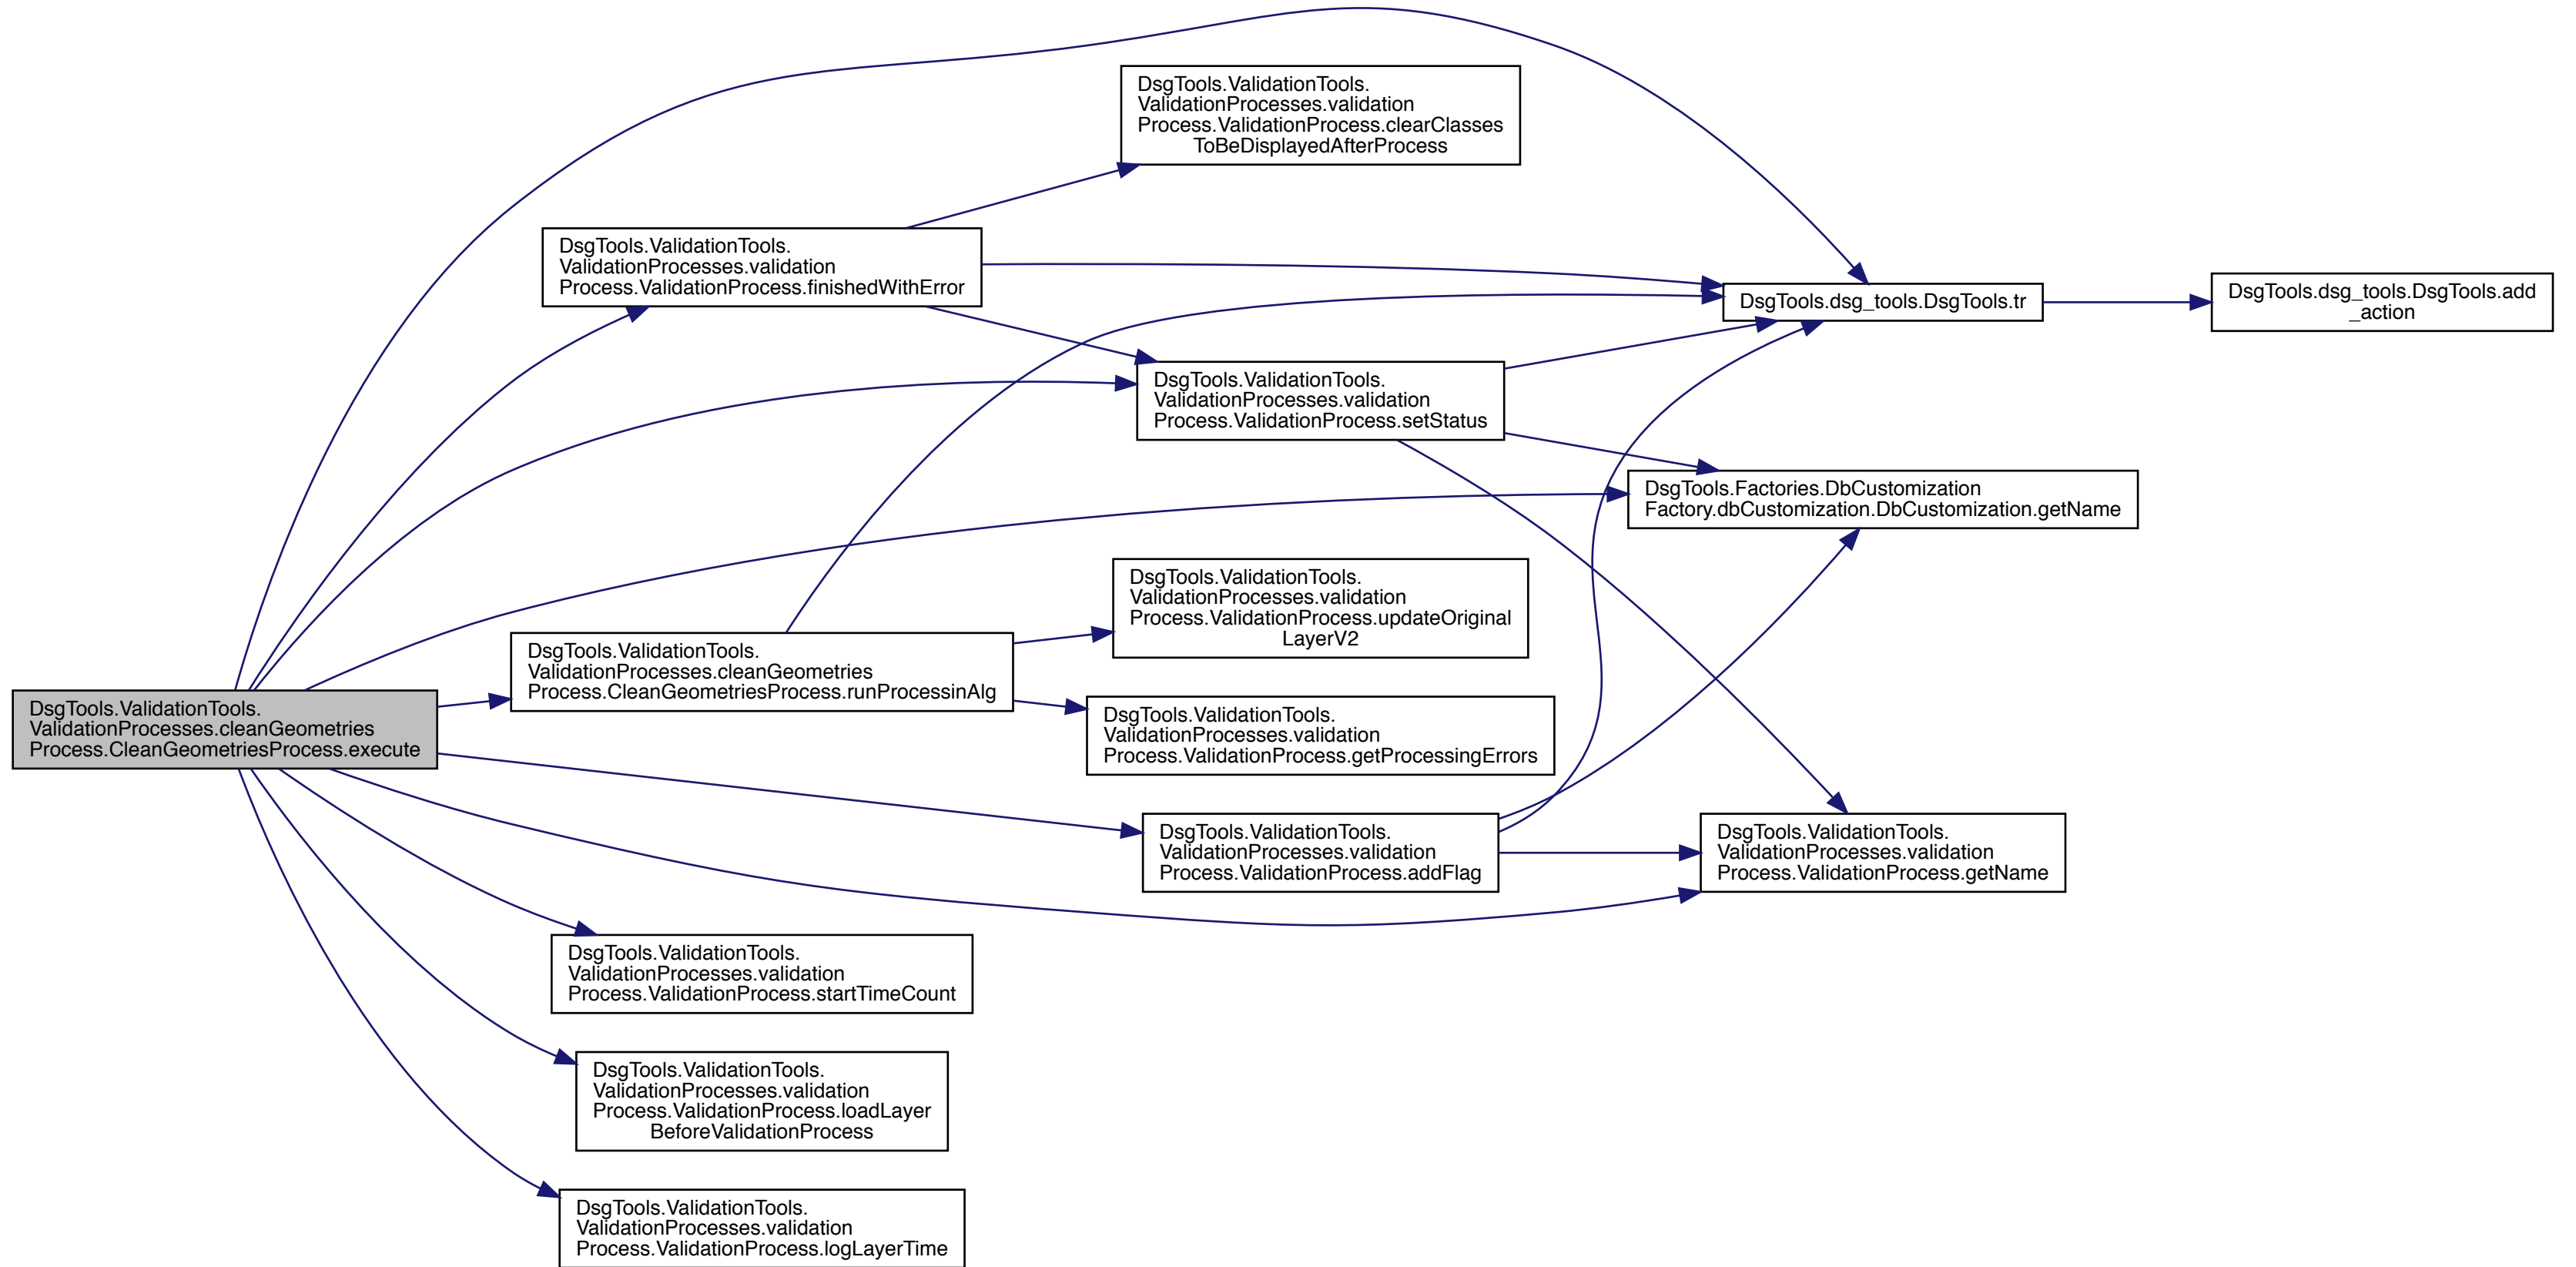 DsgTools.ValidationTools.
ValidationProcesses.validation
Process.ValidationProcess.clearClasses
ToBeDisplayedAfterProcess
DsgTools.ValidationTools.
ValidationProcesses.validation
Process.ValidationProcess.finishedWithError
DsgTools.dsg_tools.DsgTools.tr
DsgTools.dsg_tools.DsgTools.add
_action
DsgTools.ValidationTools.
ValidationProcesses.validation
Process.ValidationProcess.setStatus
DsgTools.Factories.DbCustomization
Factory.dbCustomization.DbCustomization.getName
DsgTools.ValidationTools.
ValidationProcesses.validation
Process.ValidationProcess.updateOriginal
LayerV2
DsgTools.ValidationTools.
ValidationProcesses.cleanGeometries
Process.CleanGeometriesProcess.runProcessinAlg
DsgTools.ValidationTools.
ValidationProcesses.cleanGeometries
Process.CleanGeometriesProcess.execute
DsgTools.ValidationTools.
ValidationProcesses.validation
Process.ValidationProcess.getProcessingErrors
DsgTools.ValidationTools.
ValidationProcesses.validation
Process.ValidationProcess.addFlag
DsgTools.ValidationTools.
ValidationProcesses.validation
Process.ValidationProcess.getName
DsgTools.ValidationTools.
ValidationProcesses.validation
Process.ValidationProcess.startTimeCount
DsgTools.ValidationTools.
ValidationProcesses.validation
Process.ValidationProcess.loadLayer
BeforeValidationProcess
DsgTools.ValidationTools.
ValidationProcesses.validation
Process.ValidationProcess.logLayerTime